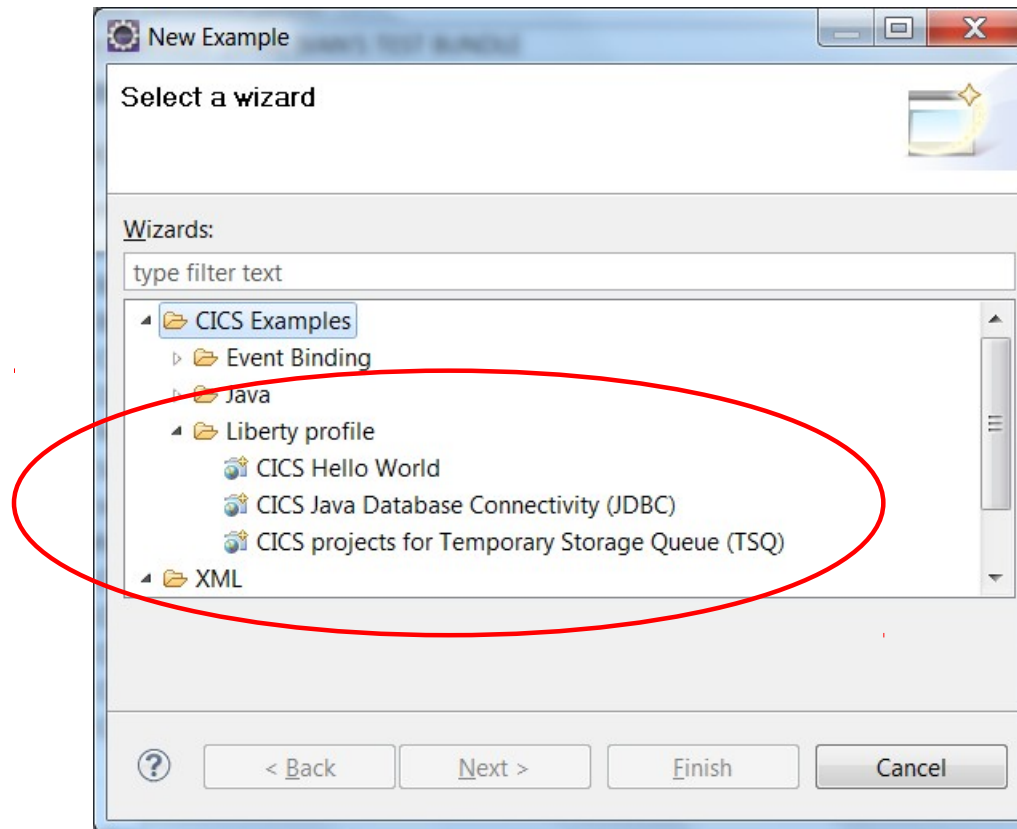 New Example
Select a wizard
Wizards:
type filter text
CICS Examples
Event Binding
Java
Liberty profile
CICS Hello World
CICS Java Database Connectivity (JDBC)
CICS projects for Temporary Storage Queue (TSQ)
XML
? < Back Next > Finish Cancel